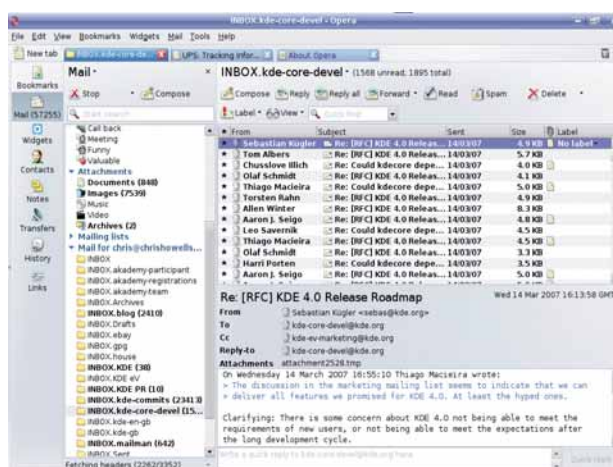 INBOX.kde-core-devel - Opera
File Edit View Bookmarks Widgets Mail Tools Help
New tab INBOX.kde-core-de... UPS: Tracking Infor... About Opera
Bookmarks
Mail (57255)
Widgets
Contacts
Notes
Transfers
History
Links
Mail
Stop Compose
Call back
Meeting
Funny
Valuable
Attachments
Documents (848)
Images (7539)
Music
Video
Archives (2)
Mailing lists
Mail for chris@chrishowells...
INBOX
INBOX.akademy-participant
INBOX.akademy-registrations
INBOX.akademy-team
INBOX.Archives
INBOX.blog (2410)
INBOX.Drafts
INBOX.ebay
INBOX.gpg
INBOX.house
INBOX.KDE (38)
INBOX.KDE eV
INBOX.KDE PR (10)
INBOX.kde-commits (23413)
INBOX.kde-core-devel (15...
INBOX.kde-en-gb
INBOX.kde-gb
INBOX.mailman (642)
INBOX.Sent
Fetching headers (2262/3352)
INBOX.kde-core-devel (1568 unread, 1895 total)
Compose Reply Reply all Forward Read Spam Delete
Label View Quick find
From Subject Sent Size Label
Sebastian Kügler Re: [RFC] KDE 4.0 Releas... 14/03/07 4.9 KB No label
Tom Albers Re: [RFC] KDE 4.0 Releas... 14/03/07 5.7 KB
Chusslove Illich Re: [RFC] KDE 4.0 Releas... 14/03/07 4.0 KB
Olaf Schmidt Re: [RFC] KDE 4.0 Releas... 14/03/07 4.1 KB
Thiago Macieira Re: Could kdecore depe... 14/03/07 5.0 KB
Torsten Rahn Re: [RFC] KDE 4.0 Releas... 14/03/07 4.9 KB
Allen Winter Re: [RFC] KDE 4.0 Releas... 14/03/07 8.3 KB
Aaron J. Seigo Re: [RFC] KDE 4.0 Releas... 14/03/07 4.8 KB
Leo Savernik Re: Could kdecore depe... 14/03/07 4.5 KB
Thiago Macieira Re: Could kdecore depe... 14/03/07 4.5 KB
Olaf Schmidt Re: [RFC] KDE 4.0 Releas... 14/03/07 3.3 KB
Harri Porten Re: [RFC] KDE 4.0 Releas... 14/03/07 3.5 KB
Aaron J. Seigo Re: [RFC] KDE 4.0 Releas... 14/03/07 5.0 KB
Re: [RFC] KDE 4.0 Release Roadmap Wed 14 Mar 2007 16:13:58 GMT
From Sebastian Kügler <sebas@kde.org>
To kde-core-devel@kde.org
Cc kde-ev-marketing@kde.org
Reply-to kde-core-devel@kde.org
Attachments attachment2528.tmp
On Wednesday 14 March 2007 16:55:10 Thiago Macieira wrote:
> The discussion in the marketing mailing list seems to indicate that we can
> deliver all features we promised for KDE 4.0. At least the hyped ones.
Clarifying: There is some concern about KDE 4.0 not being able to meet the
requirements of new users, or not being able to meet the expectations after
the long development cycle.
Write a quick reply to kde-core-devel@kde.org here